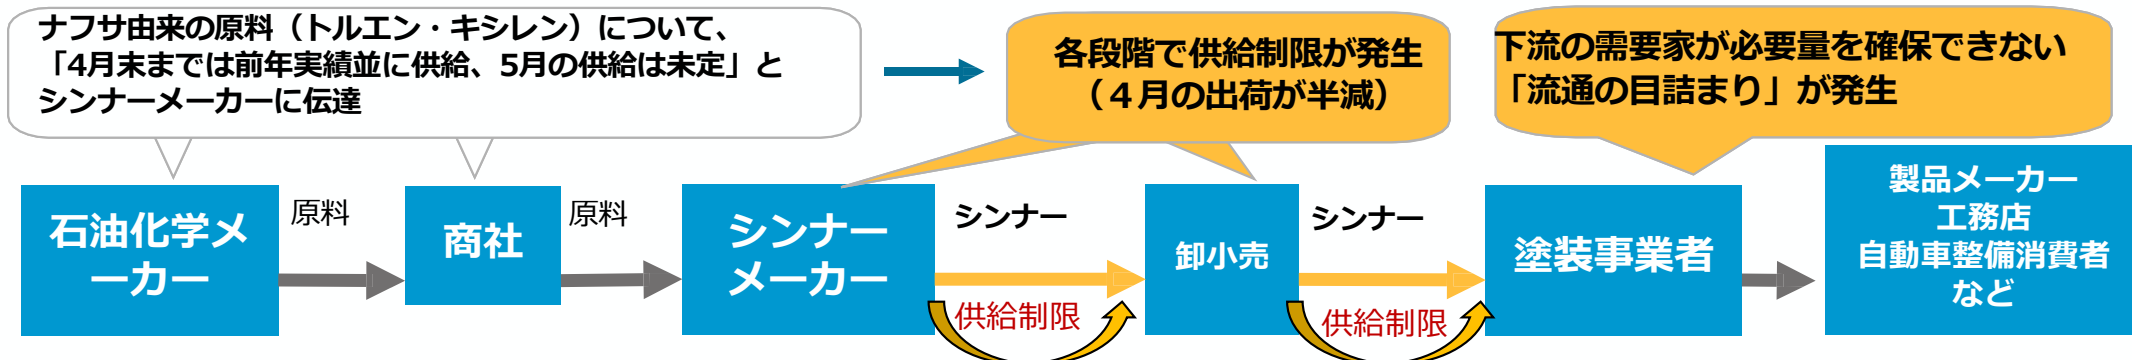 ナフサ由来の原料（トルエン・キシレン）について、
「4月末までは前年実績並に供給、5月の供給は未定」と
シンナーメーカーに伝達
各段階で供給制限が発生
（４月の出荷が半減）
下流の需要家が必要量を確保できない
「流通の目詰まり」が発生
石油化学メ
ーカー
原料
商社
原料
シンナー
メーカー
シンナー
供給制限
卸小売
シンナー
供給制限
塗装事業者
製品メーカー
工務店
自動車整備消費者
など